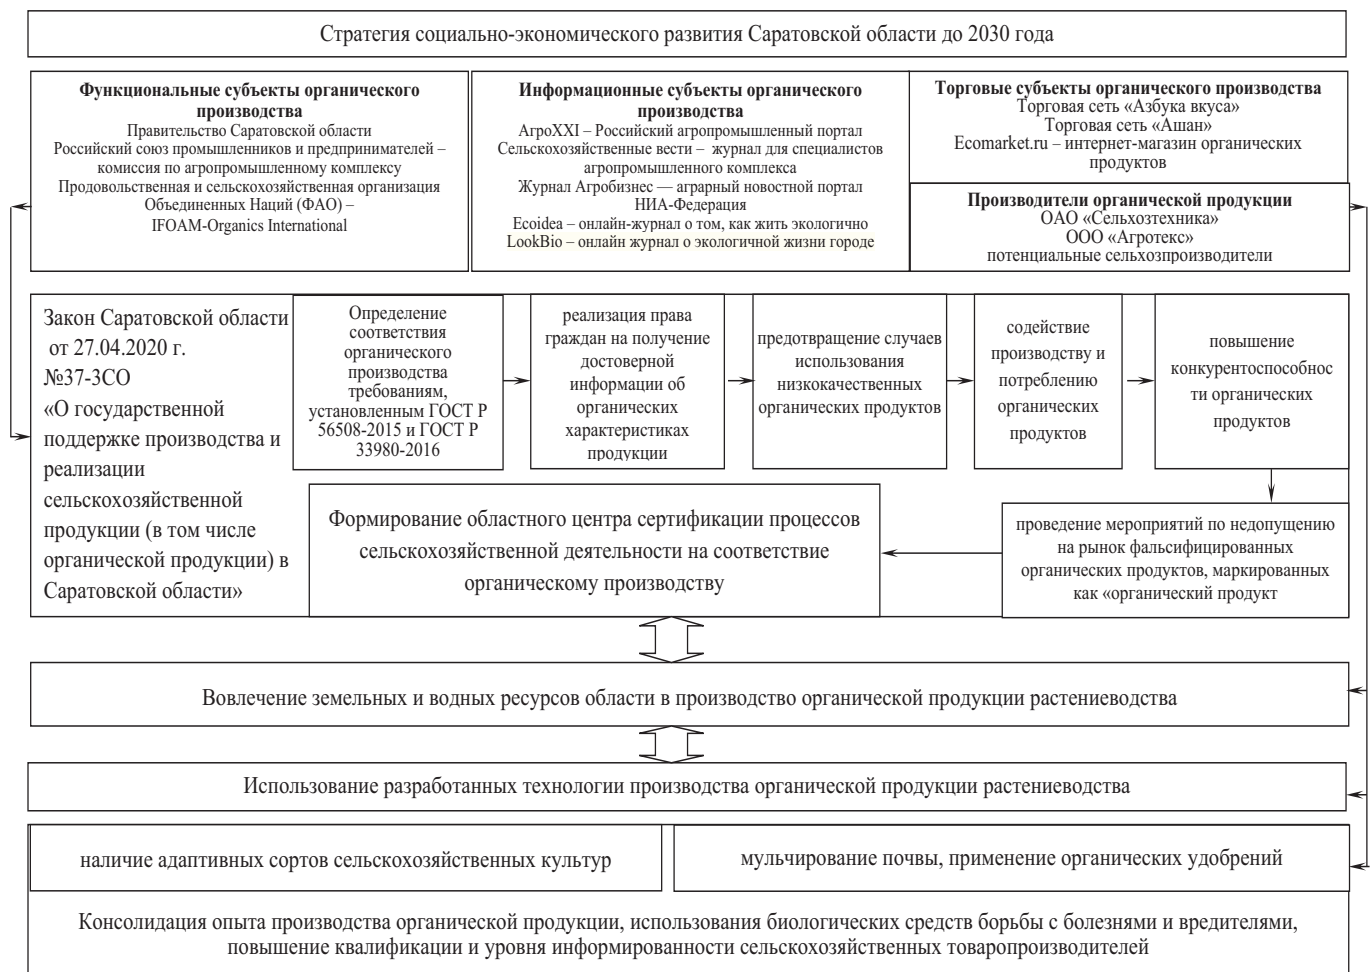 Стратегия социально-экономического развития Саратовской области до 2030 года
Функциональные субъекты органического
производства
Правительство Саратовской области
Российский союз промышленников и предпринимателей –
комиссия по агропромышленному комплексу
Продовольственная и сельскохозяйственная организация
Объединенных Наций (ФАО) –
IFOAM-Organics International
Информационные субъекты органического
производства
АгроXXI – Российский агропромышленный портал
Сельскохозяйственные вести – журнал для специалистов
агропромышленного комплекса
Журнал Агробизнес — аграрный новостной портал
НИА-Федерация
Ecoidea – онлайн-журнал о том, как жить экологично
LookBio – онлайн журнал о экологичной жизни городе
Торговые субъекты органического производства
Торговая сеть «Азбука вкуса»
Торговая сеть «Ашан»
Ecomarket.ru – интернет-магазин органических
продуктов
Производители органической продукции
ОАО «Сельхозтехника»
ООО «Агротекс»
потенциальные сельхозпроизводители
Закон Саратовской области
от 27.04.2020 г.
№37-ЗСО
«О государственной
поддержке производства и
реализации
сельскохозяйственной
продукции (в том числе
органической продукции) в
Саратовской области»
Определение
соответствия
органического
производства
требованиям,
установленным ГОСТ Р
56508-2015 и ГОСТ Р
33980-2016
реализация права
граждан на получение
достоверной
информации об
органических
характеристиках
продукции
предотвращение случаев
использования
низкокачественных
органических продуктов
содействие
производству и
потреблению
органических
продуктов
повышение
конкурентоспособнос
ти органических
продуктов
Формирование областного центра сертификации процессов
сельскохозяйственной деятельности на соответствие
органическому производству
проведение мероприятий по недопущению
на рынок фальсифицированных
органических продуктов, маркированных
как «органический продукт
Вовлечение земельных и водных ресурсов области в производство органической продукции растениеводства
Использование разработанных технологии производства органической продукции растениеводства
наличие адаптивных сортов сельскохозяйственных культур
мульчирование почвы, применение органических удобрений
Консолидация опыта производства органической продукции, использования биологических средств борьбы с болезнями и вредителями,
повышение квалификации и уровня информированности сельскохозяйственных товаропроизводителей